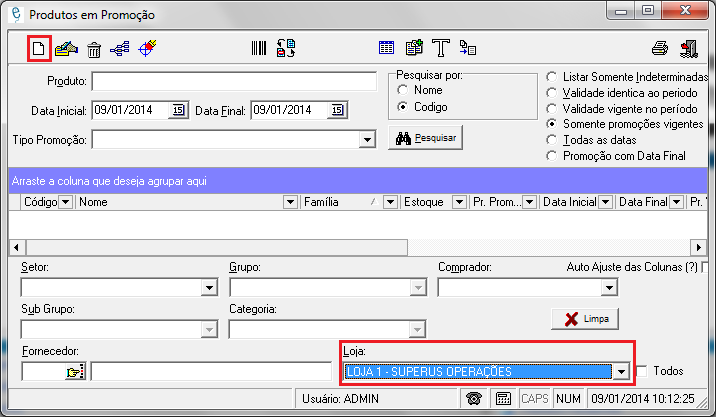 Produtos em Promoção
Produto:
Pesquisar por:
Nome
Codigo
Data Inicial: 09/01/2014 15 Data Final: 09/01/2014 15
Tipo Promoção:
Pesquisar
Listar Somente Indeterminadas
Validade identica ao periodo
Validade vigente no período
Somente promoções vigentes
Todas as datas
Promoção com Data Final
Arraste a coluna que deseja agrupar aqui
Código Nome Família Estoque Pr. Prom... Data Inicial Data Final Pr.
Setor: Grupo: Comprador: Auto Ajuste das Colunas (?)
Sub Grupo: Categoria:
Limpa
Fornecedor: Loja:
LOJA 1 - SUPERUS OPERAÇÕES Todos
Usuário: ADMIN CAPS NUM 09/01/2014 10:12:25